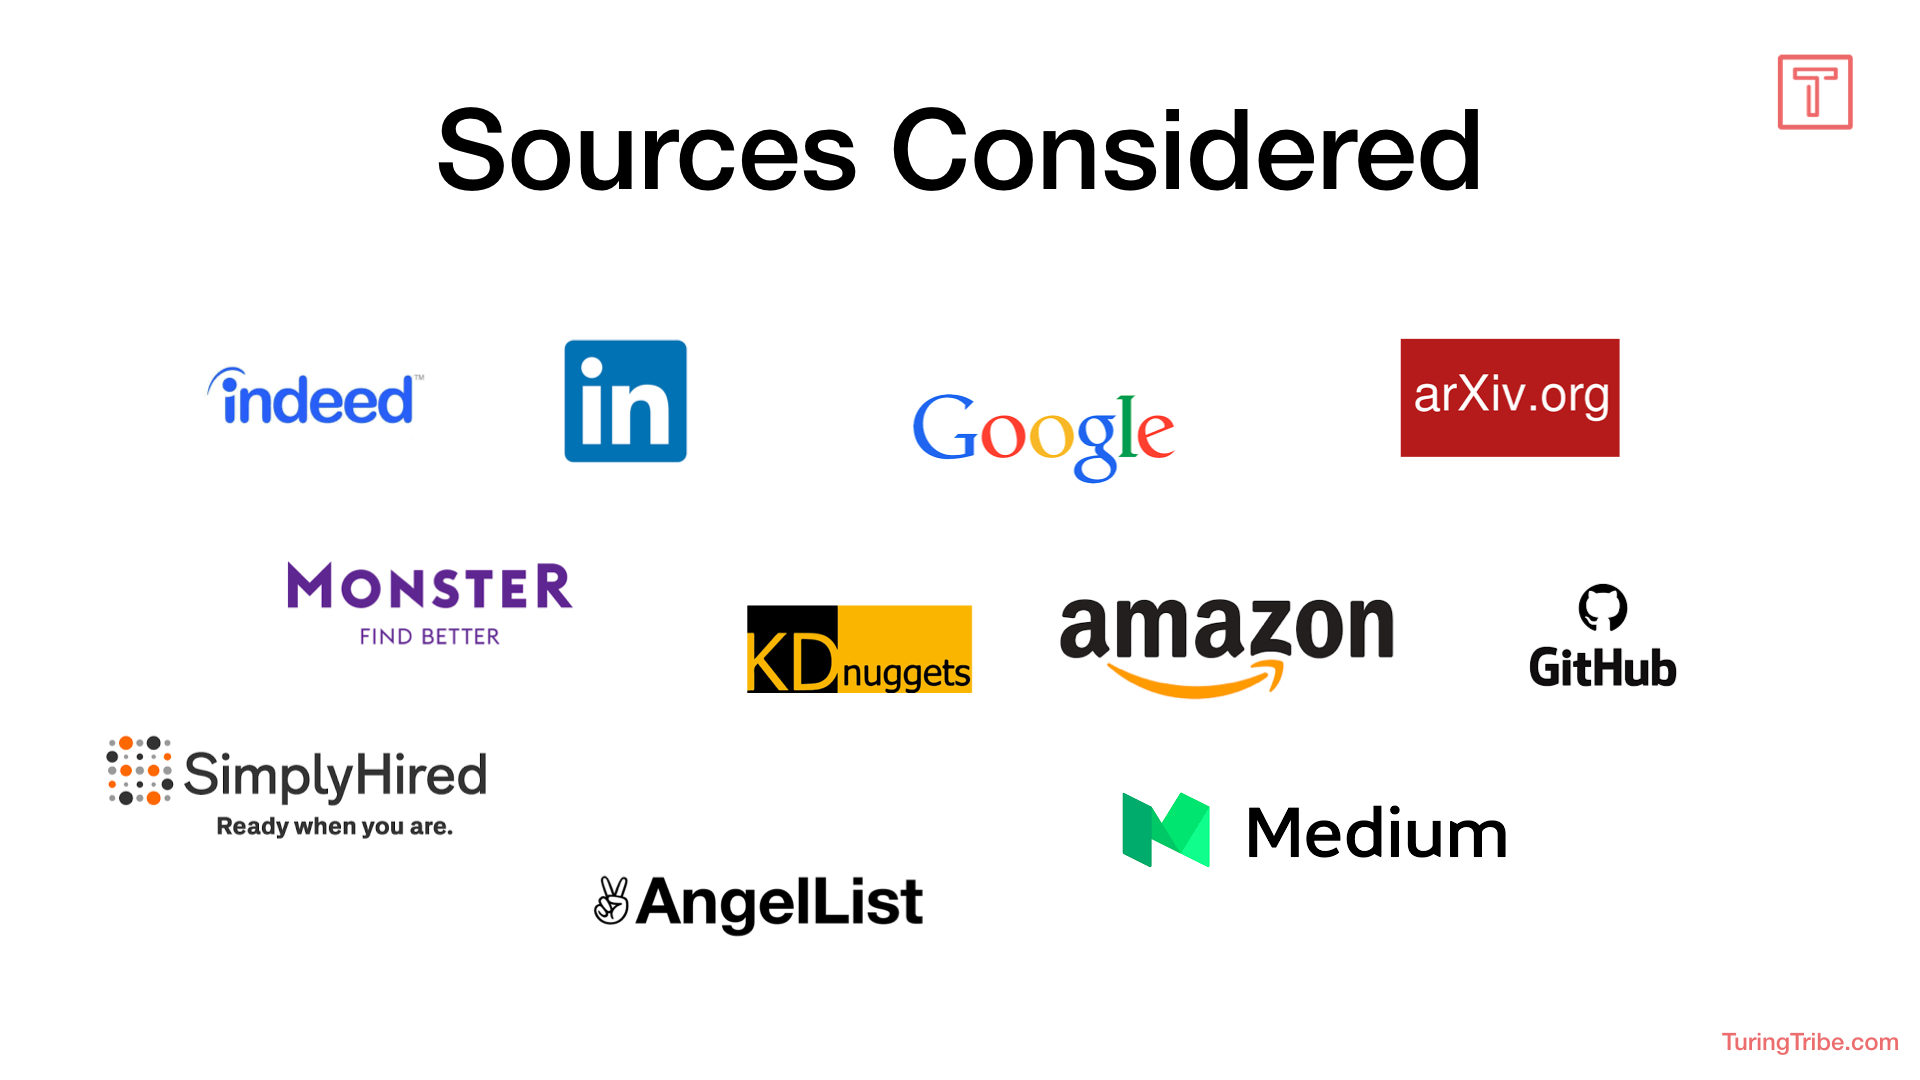 T
Sources Considered
indeed™
in
Google
arXiv.org
MONSTER
FIND BETTER
KDnuggets
amazon
GitHub
SimplyHired
Ready when you are.
Medium
AngelList
TuringTribe.com